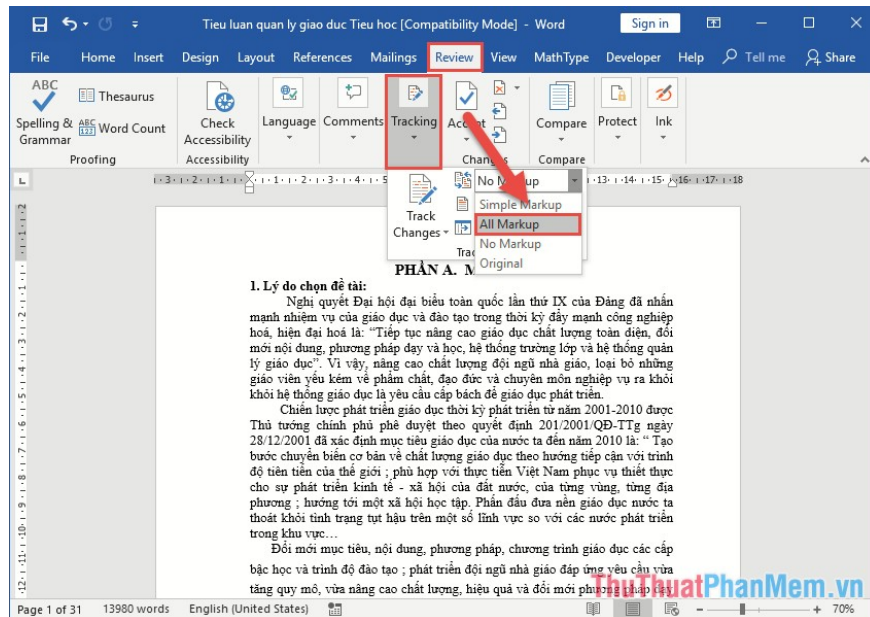 Tieu luan quan ly giao duc Tieu hoc [Compatibility Mode] - Word Sign in
File Home Insert Design Layout References Mailings Review View MathType Developer Help Tell me Share
ABC
Spelling & Grammar
Thesaurus
ABC 123 Word Count
Proofing
Check Accessibility
Accessibility
Language
Comments
Tracking
Accept
Changes
Compare
Compare
Protect
Ink
3 2 1 1 2 3 4 5 13 14 15 16 17 18
Track Changes
No Markup
Simple Markup
All Markup
No Markup
Original
PHẦN A. M
1. Lý do chọn đề tài:
Nghị quyết Đại hội đại biểu toàn quốc lần thứ IX của Đảng đã nhấn
mạnh nhiệm vụ của giáo dục và đào tạo trong thời kỳ đẩy mạnh công nghiệp
hoá, hiện đại hoá là: “Tiếp tục nâng cao giáo dục chất lượng toàn diện, đổi
mới nội dung, phương pháp dạy và học, hệ thống trường lớp và hệ thống quản
lý giáo dục”. Vì vậy, nâng cao chất lượng đội ngũ nhà giáo, loại bỏ những
giáo viên yếu kém về phẩm chất, đạo đức và chuyên môn nghiệp vụ ra khỏi
khỏi hệ thống giáo dục là yêu cầu cấp bách để giáo dục phát triển.
Chiến lược phát triển giáo dục thời kỳ phát triển từ năm 2001-2010 được
Thủ tướng chính phủ phê duyệt theo quyết định 201/2001/QĐ-TTg ngày
28/12/2001 đã xác định mục tiêu giáo dục của nước ta đến năm 2010 là: “ Tạo
bước chuyển biến cơ bản về chất lượng giáo dục theo hướng tiếp cận với trình
độ tiên tiến của thế giới ; phù hợp với thực tiễn Việt Nam phục vụ thiết thực
cho sự phát triển kinh tế - xã hội của đất nước, của từng vùng, từng địa
phương ; hướng tới một xã hội học tập. Phấn đấu đưa nền giáo dục nước ta
thoát khỏi tình trạng tụt hậu trên một số lĩnh vực so với các nước phát triển
trong khu vực…
Đổi mới mục tiêu, nội dung, phương pháp, chương trình giáo dục các cấp
bậc học và trình độ đào tạo ; phát triển đội ngũ nhà giáo đáp ứng yêu cầu vừa
tăng quy mô, vừa nâng cao chất lượng, hiệu quả và đổi mới phương pháp dạy
ThuThuatPhanMem.vn
Page 1 of 31 13980 words English (United States) 70%